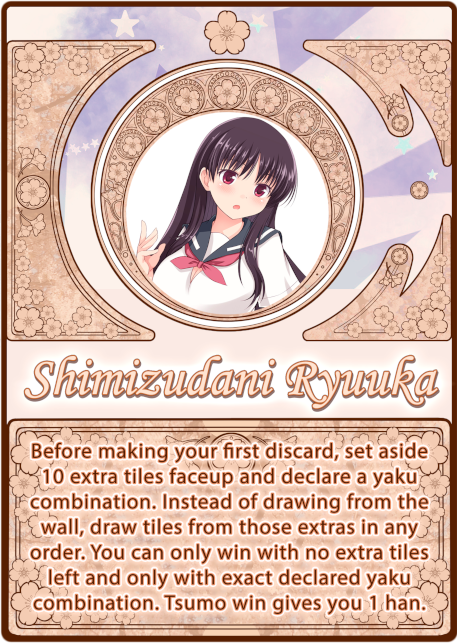 Shimizudani Ryuuka
Before making your first discard, set aside
10 extra tiles faceup and declare a yaku
combination. Instead of drawing from the
wall, draw tiles from those extras in any
order. You can only win with no extra tiles
left and only with exact declared yaku
combination. Tsumo win gives you 1 han.